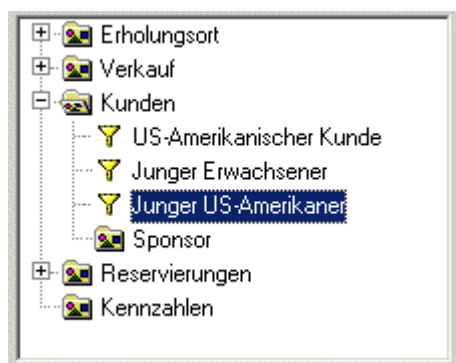 Erholungsort
Verkauf
Kunden
US-Amerikanischer Kunde
Junger Erwachsener
Junger US-Amerikaner
Sponsor
Reservierungen
Kennzahlen